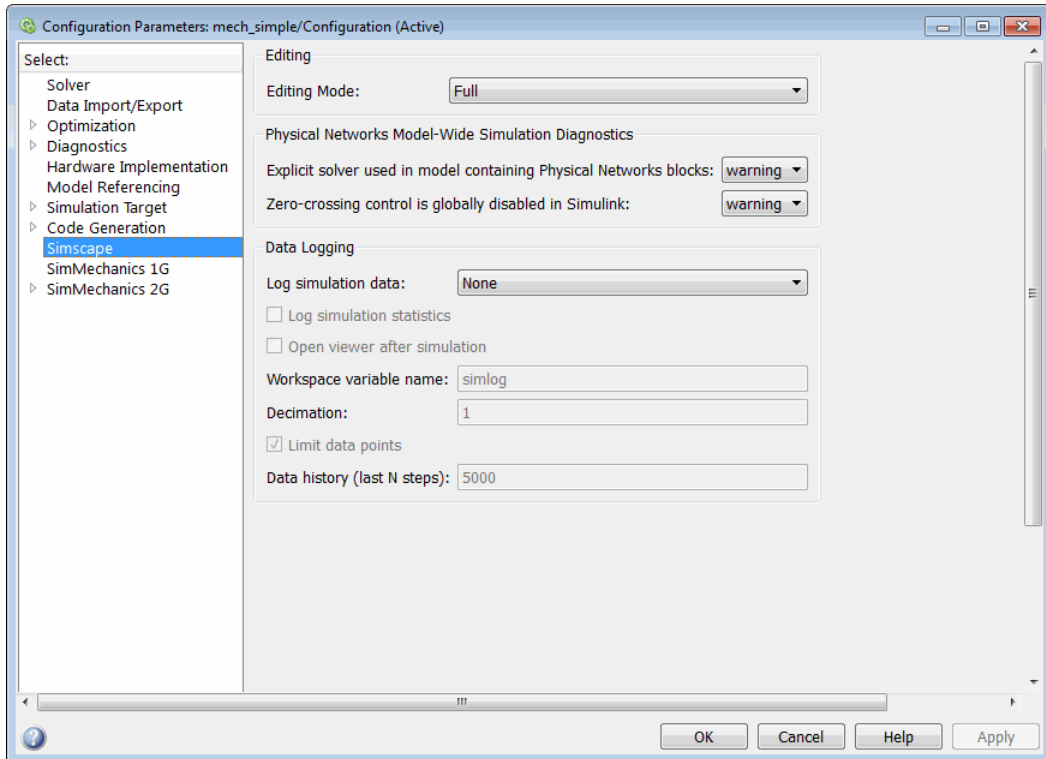 Configuration Parameters: mech_simple/Configuration (Active)
Select:
Solver
Data Import/Export
Optimization
Diagnostics
Hardware Implementation
Model Referencing
Simulation Target
Code Generation
Simscape
SimMechanics 1G
SimMechanics 2G
Editing
Editing Mode: Full
Physical Networks Model-Wide Simulation Diagnostics
Explicit solver used in model containing Physical Networks blocks: warning
Zero-crossing control is globally disabled in Simulink: warning
Data Logging
Log simulation data: None
Log simulation statistics
Open viewer after simulation
Workspace variable name: simlog
Decimation: 1
Limit data points
Data history (last N steps): 5000
OK Cancel Help Apply